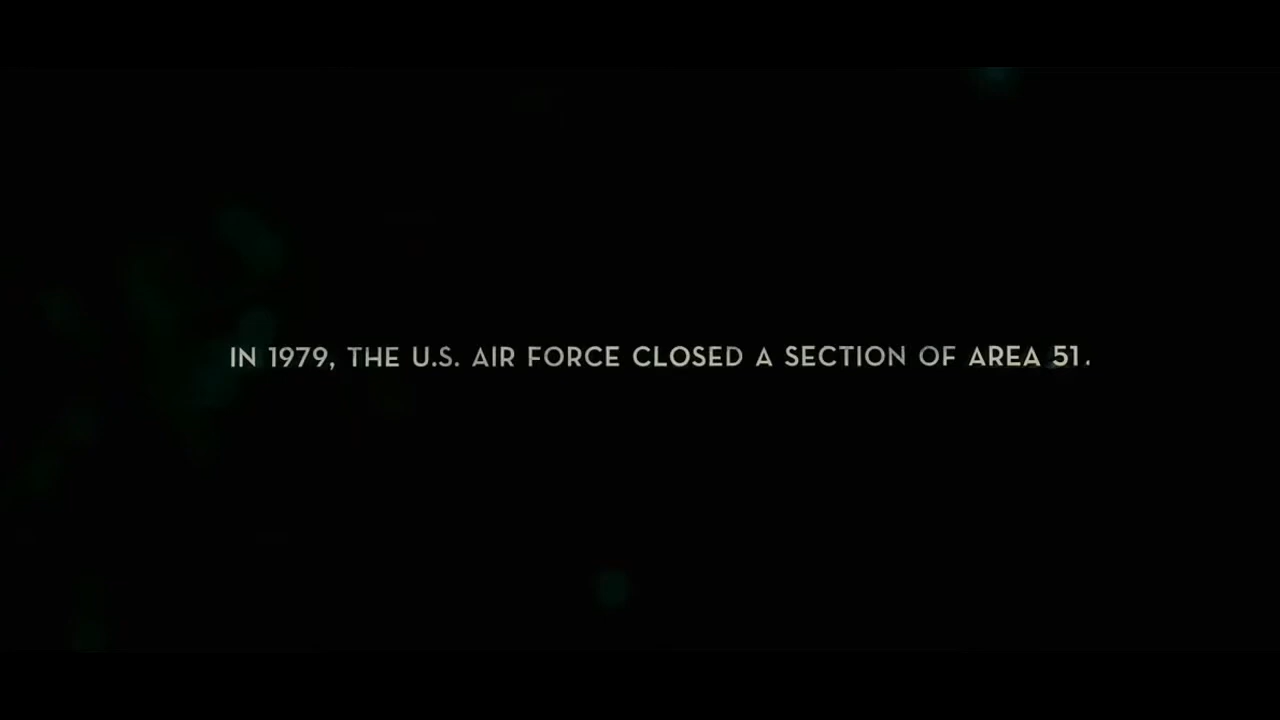 IN 1979, THE U.S. AIR FORCE CLOSED A SECTION OF AREA 51.